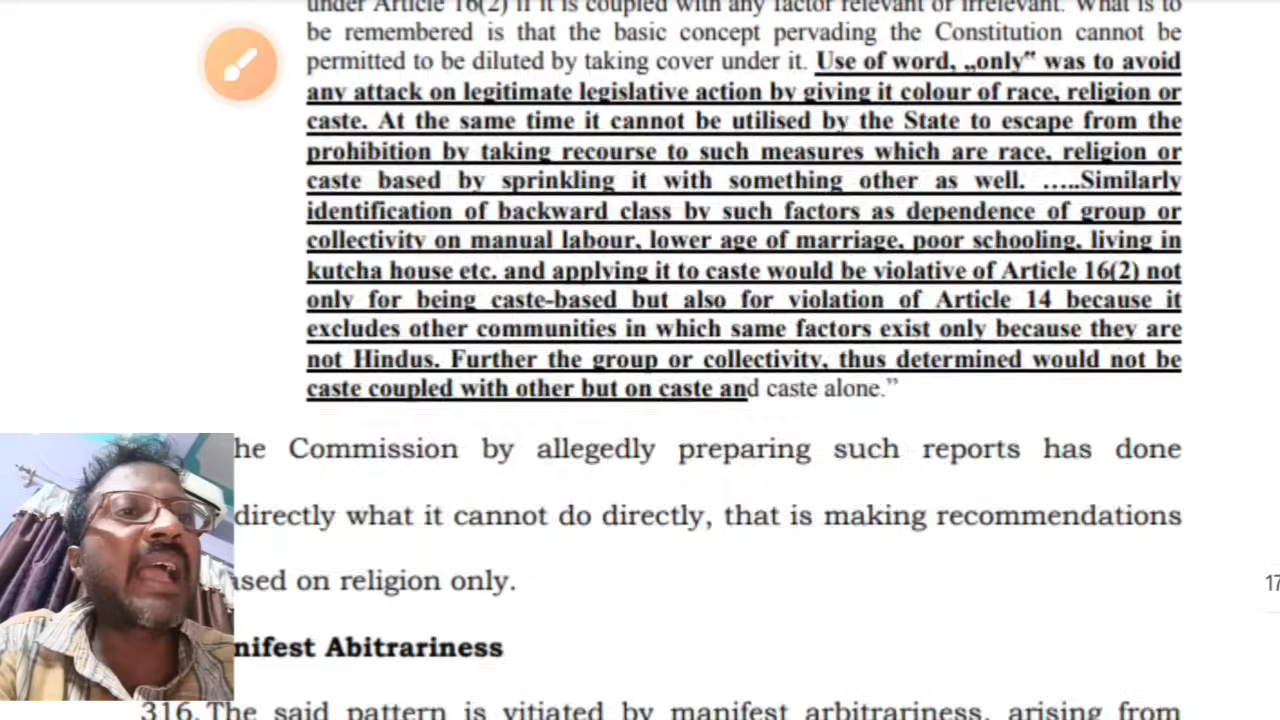 under Article 16(2) if it is coupled with any factor relevant or irrelevant. What is to
be remembered is that the basic concept pervading the Constitution cannot be
permitted to be diluted by taking cover under it. Use of word, „only‟ was to avoid
any attack on legitimate legislative action by giving it colour of race, religion or
caste. At the same time it cannot be utilised by the State to escape from the
prohibition by taking recourse to such measures which are race, religion or
caste based by sprinkling it with something other as well. …..Similarly
identification of backward class by such factors as dependence of group or
collectivity on manual labour, lower age of marriage, poor schooling, living in
kutcha house etc. and applying it to caste would be violative of Article 16(2) not
only for being caste-based but also for violation of Article 14 because it
excludes other communities in which same factors exist only because they are
not Hindus. Further the group or collectivity, thus determined would not be
caste coupled with other but on caste and caste alone.”
he Commission by allegedly preparing such reports has done
directly what it cannot do directly, that is making recommendations
ased on religion only.
nifest Abitrariness
17
316. The said pattern is vitiated by manifest arbitrariness, arising from